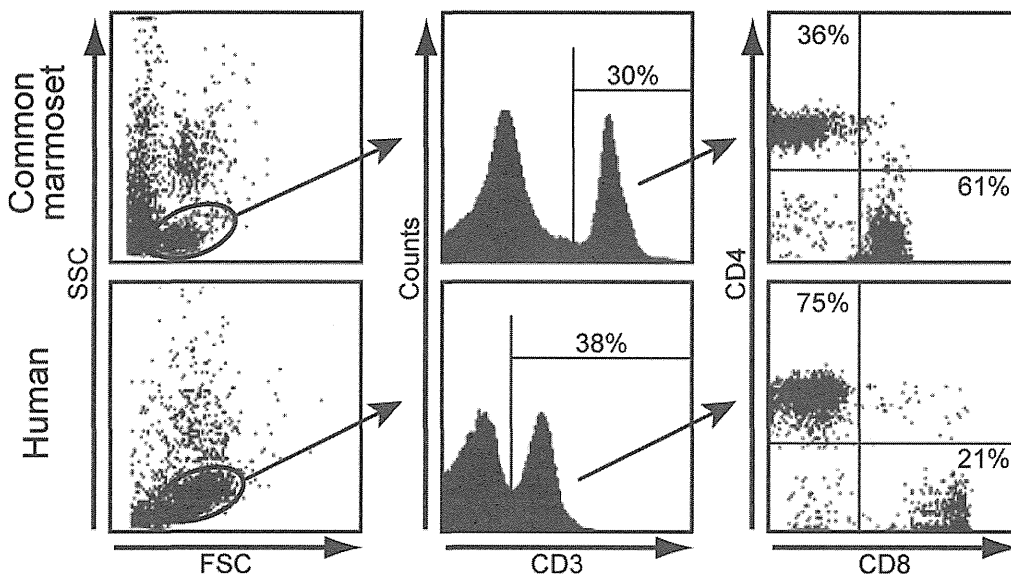 Common
marmoset
SSC
Counts
30%
CD4
36%
61%
Human
38%
75%
21%
FSC
CD3
CD8